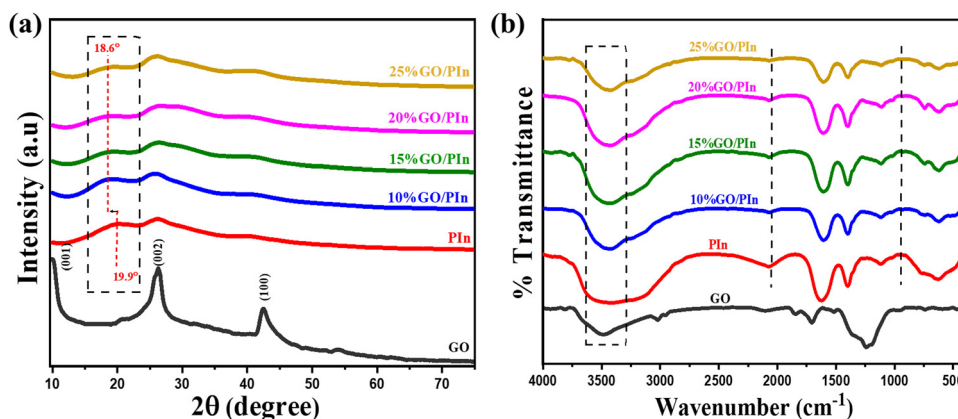 (a)
18.6°
25%GO/PIn
20%GO/PIn
15%GO/PIn
10%GO/PIn
PIn
19.9°
(001)
(002)
(100)
GO
Intensity (a.u)
10 20 30 40 50 60 70
2θ (degree)
(b)
25%GO/PIn
20%GO/PIn
15%GO/PIn
10%GO/PIn
PIn
GO
% Transmittance
4000 3500 3000 2500 2000 1500 1000 500
Wavenumber (cm⁻¹)